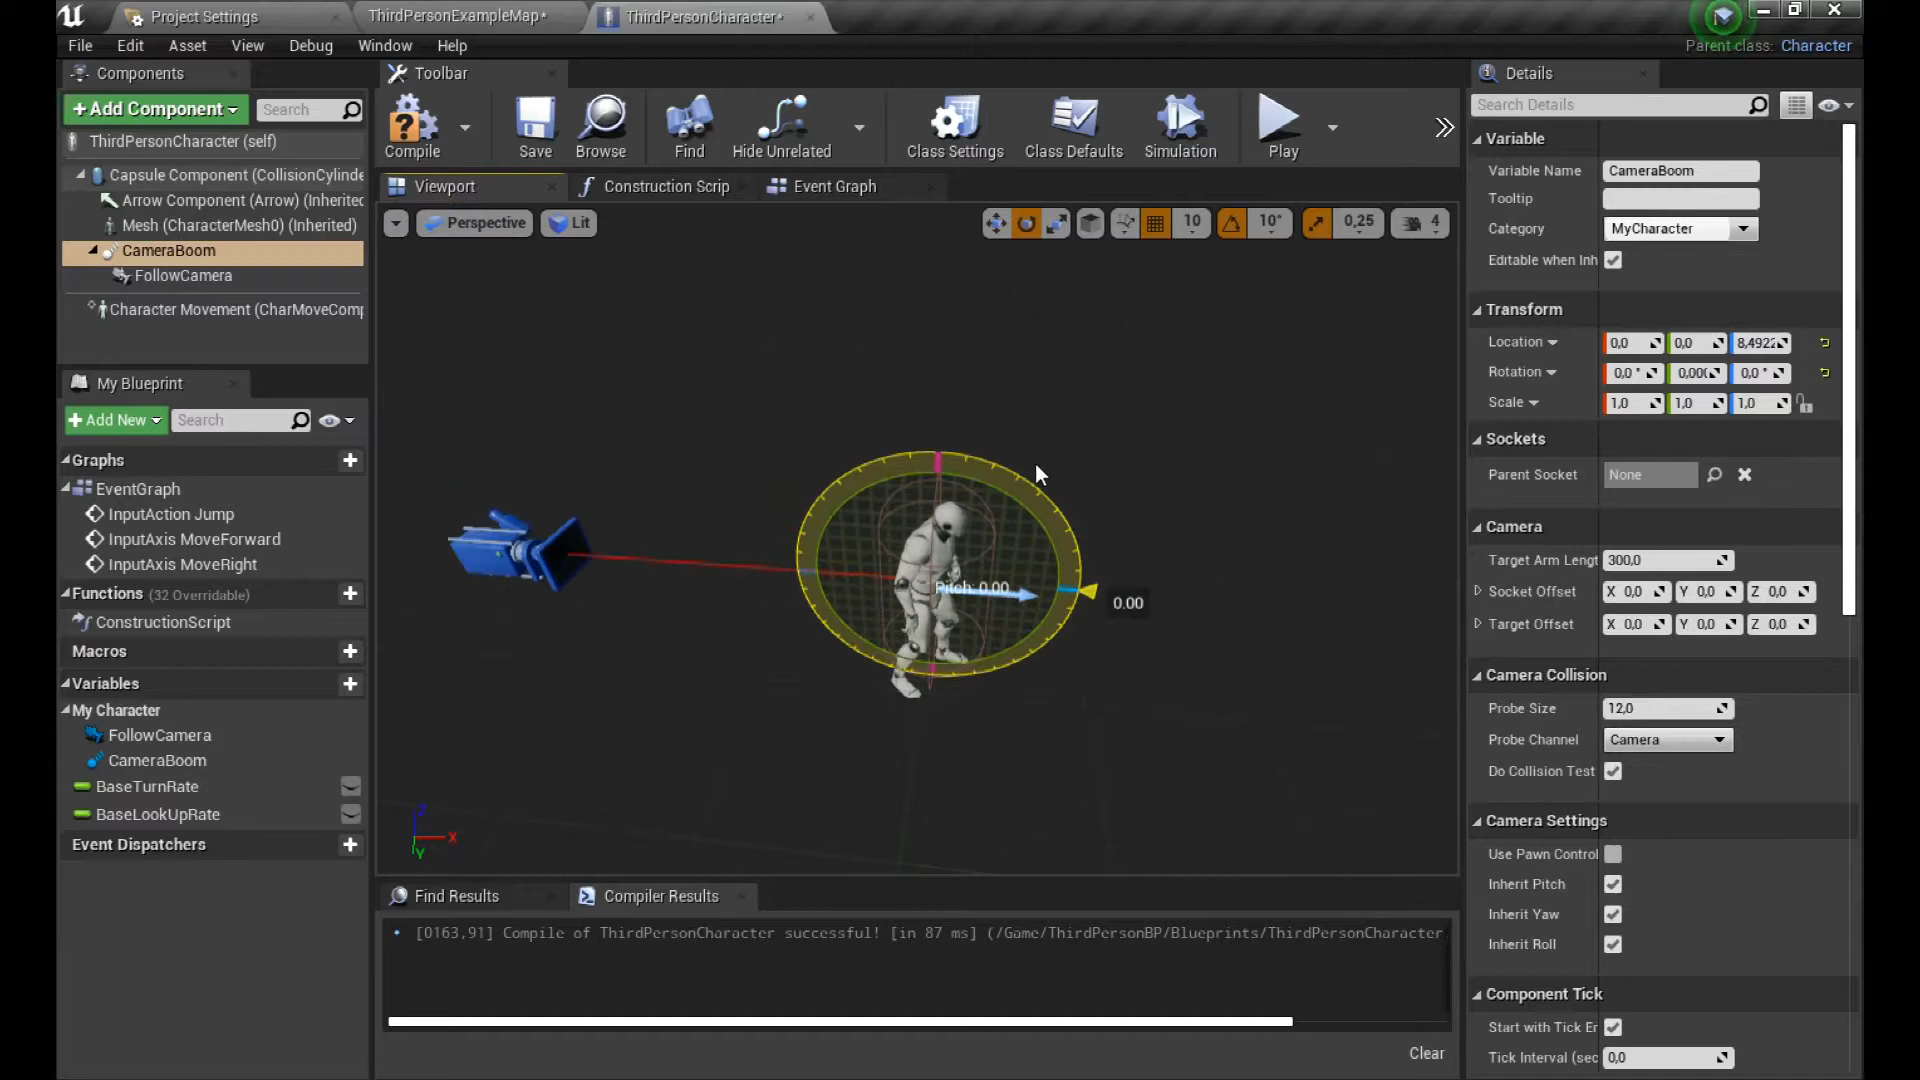 Project Settings
ThirdPersonExampleMap*
ThirdPersonCharacter*
File Edit Asset View Debug Window Help
Parent class: Character
Components
+Add Component
Search
ThirdPersonCharacter (self)
Capsule Component (CollisionCylinde
Arrow Component (Arrow) (Inherited
Mesh (CharacterMesh0) (Inherited)
CameraBoom
FollowCamera
Character Movement (CharMoveComp
My Blueprint
+Add New
Search
Graphs
EventGraph
InputAction Jump
InputAxis MoveForward
InputAxis MoveRight
Functions (32 Overridable)
ConstructionScript
Macros
Variables
My Character
FollowCamera
CameraBoom
BaseTurnRate
BaseLookUpRate
Event Dispatchers
Toolbar
Compile Save Browse Find Hide Unrelated Class Settings Class Defaults Simulation Play
Viewport
Construction Scrip
Event Graph
Perspective Lit
10 10° 0,25 4
Pitch: 0.00
0.00
Z
X
Y
Find Results
Compiler Results
[0163,91] Compile of ThirdPersonCharacter successful! [in 87 ms] (/Game/ThirdPersonBP/Blueprints/ThirdPersonCharacter
Clear
Details
Search Details
Variable
Variable Name CameraBoom
Tooltip
Category MyCharacter
Editable when Inh
Transform
Location 0,0 0,0 8,4922
Rotation 0,0 ° 0,000 0,0 °
Scale 1,0 1,0 1,0
Sockets
Parent Socket None
Camera
Target Arm Lengt 300,0
Socket Offset X 0,0 Y 0,0 Z 0,0
Target Offset X 0,0 Y 0,0 Z 0,0
Camera Collision
Probe Size 12,0
Probe Channel Camera
Do Collision Test
Camera Settings
Use Pawn Control
Inherit Pitch
Inherit Yaw
Inherit Roll
Component Tick
Start with Tick Er
Tick Interval (sec 0,0